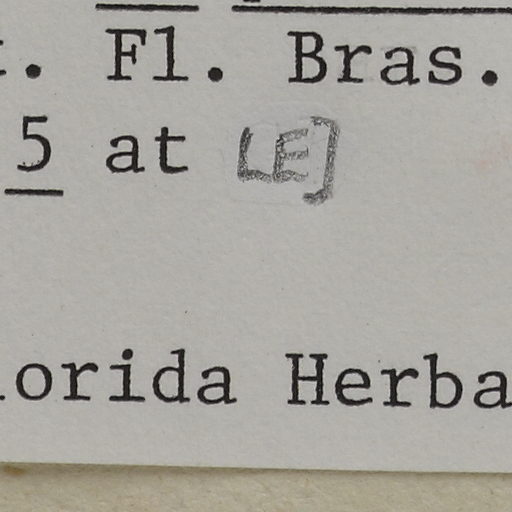 . Fl. Bras.
5 at LE]
orida Herba